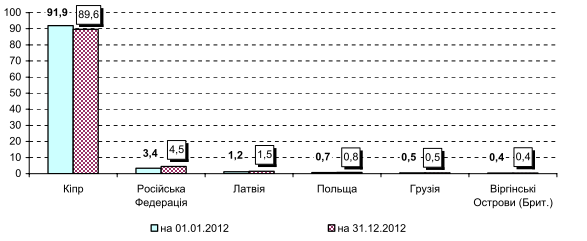 100
90
80
70
60
50
40
30
20
10
0
91,9 89,6
3,4 4,5
1,2 1,5
0,7 0,8
0,5 0,5
0,4 0,4
Кіпр
Російська
Федерація
Латвія
Польща
Грузія
Віргінські
Острови (Брит.)
на 01.01.2012 на 31.12.2012